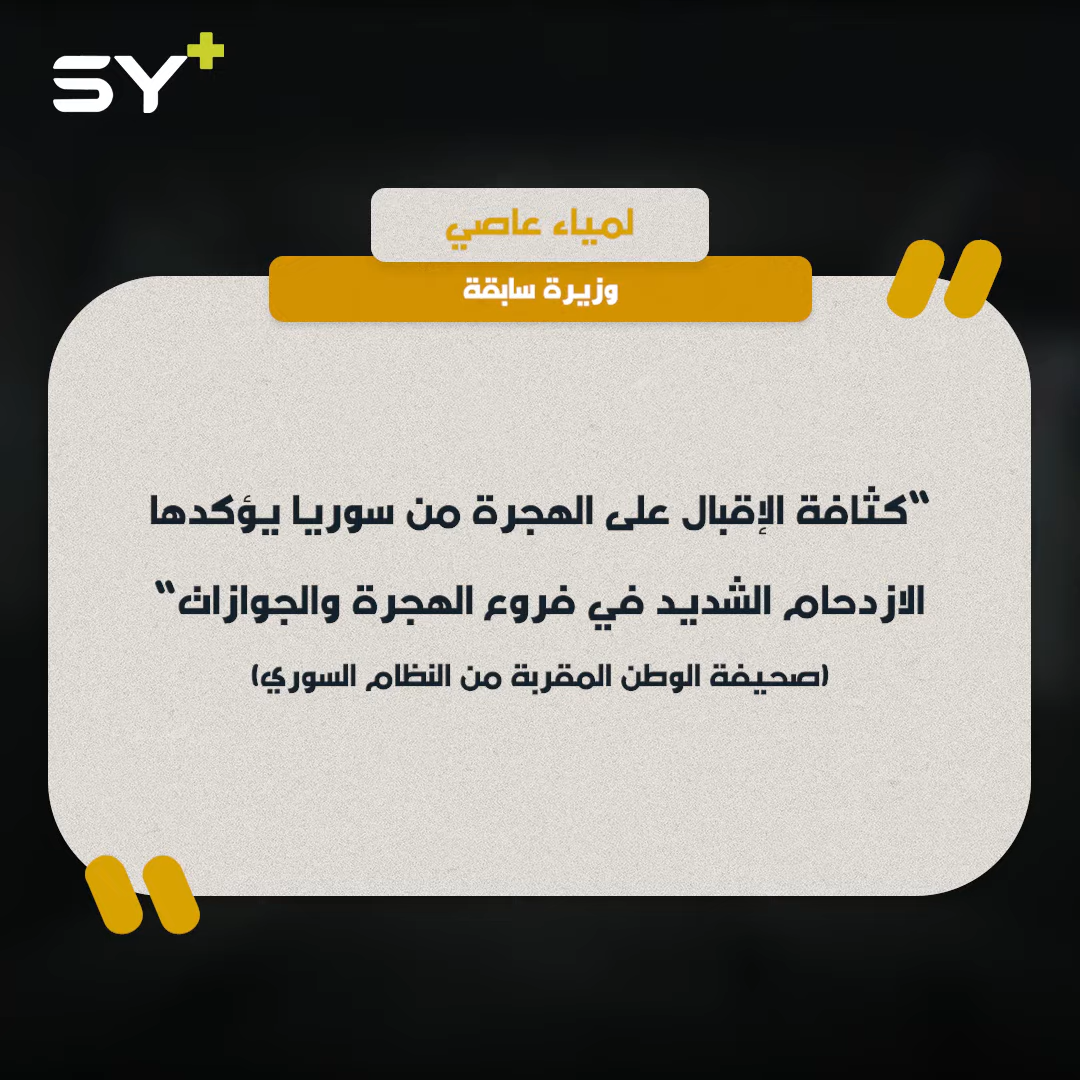 SY+
لمياء عاصي
وزيرة سابقة
"كثافة الإقبال على الهجرة من سوريا يؤكدها
الازدحام الشديد في فروع الهجرة والجوازات"
(صحيفة الوطن المقربة من النظام السوري)